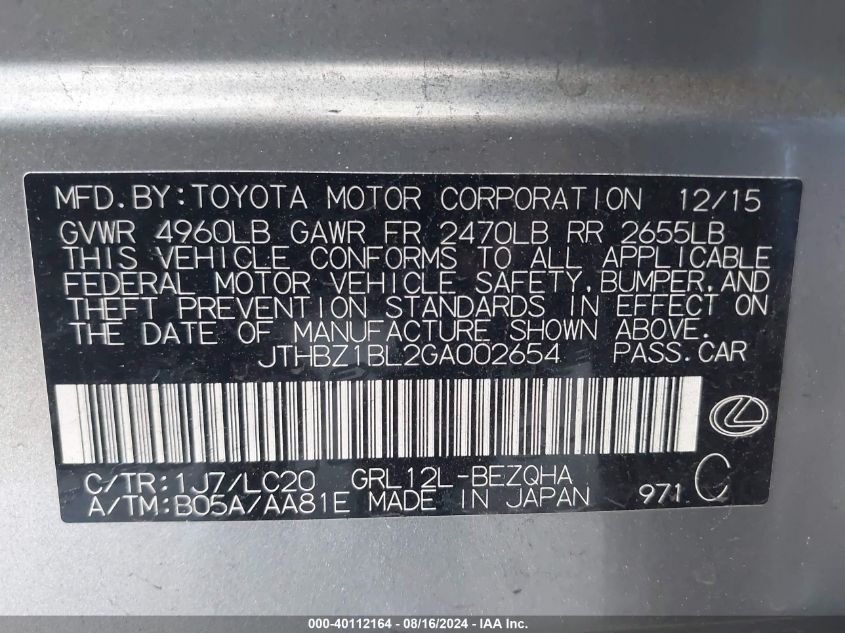 MFD. BY: TOYOTA MOTOR CORPORATION 12/15
GVWR 4960LB GAWR FR 2470LB RR 2655LB
THIS VEHICLE CONFORMS TO ALL APPLICABLE
FEDERAL MOTOR VEHICLE SAFETY, BUMPER, AND
THEFT PREVENTION STANDARDS IN EFFECT ON
THE DATE OF MANUFACTURE SHOWN ABOVE.
JTHBZ1BL2GA002654 PASS. CAR
C/TR: 1J7/LC20 GRL12L-BEZQHA
A/TM: B05A/AA81E MADE IN JAPAN 971 C
000-40112164 - 08/16/2024 - IAA Inc.